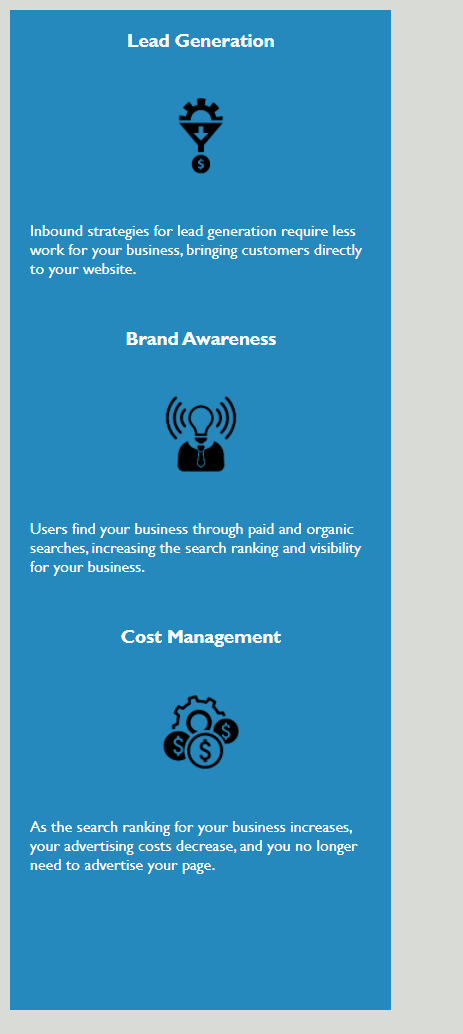 Lead Generation
$
Inbound strategies for lead generation require less
work for your business, bringing customers directly
to your website.
Brand Awareness
Users find your business through paid and organic
searches, increasing the search ranking and visibility
for your business.
Cost Management
$ $ $
As the search ranking for your business increases,
your advertising costs decrease, and you no longer
need to advertise your page.